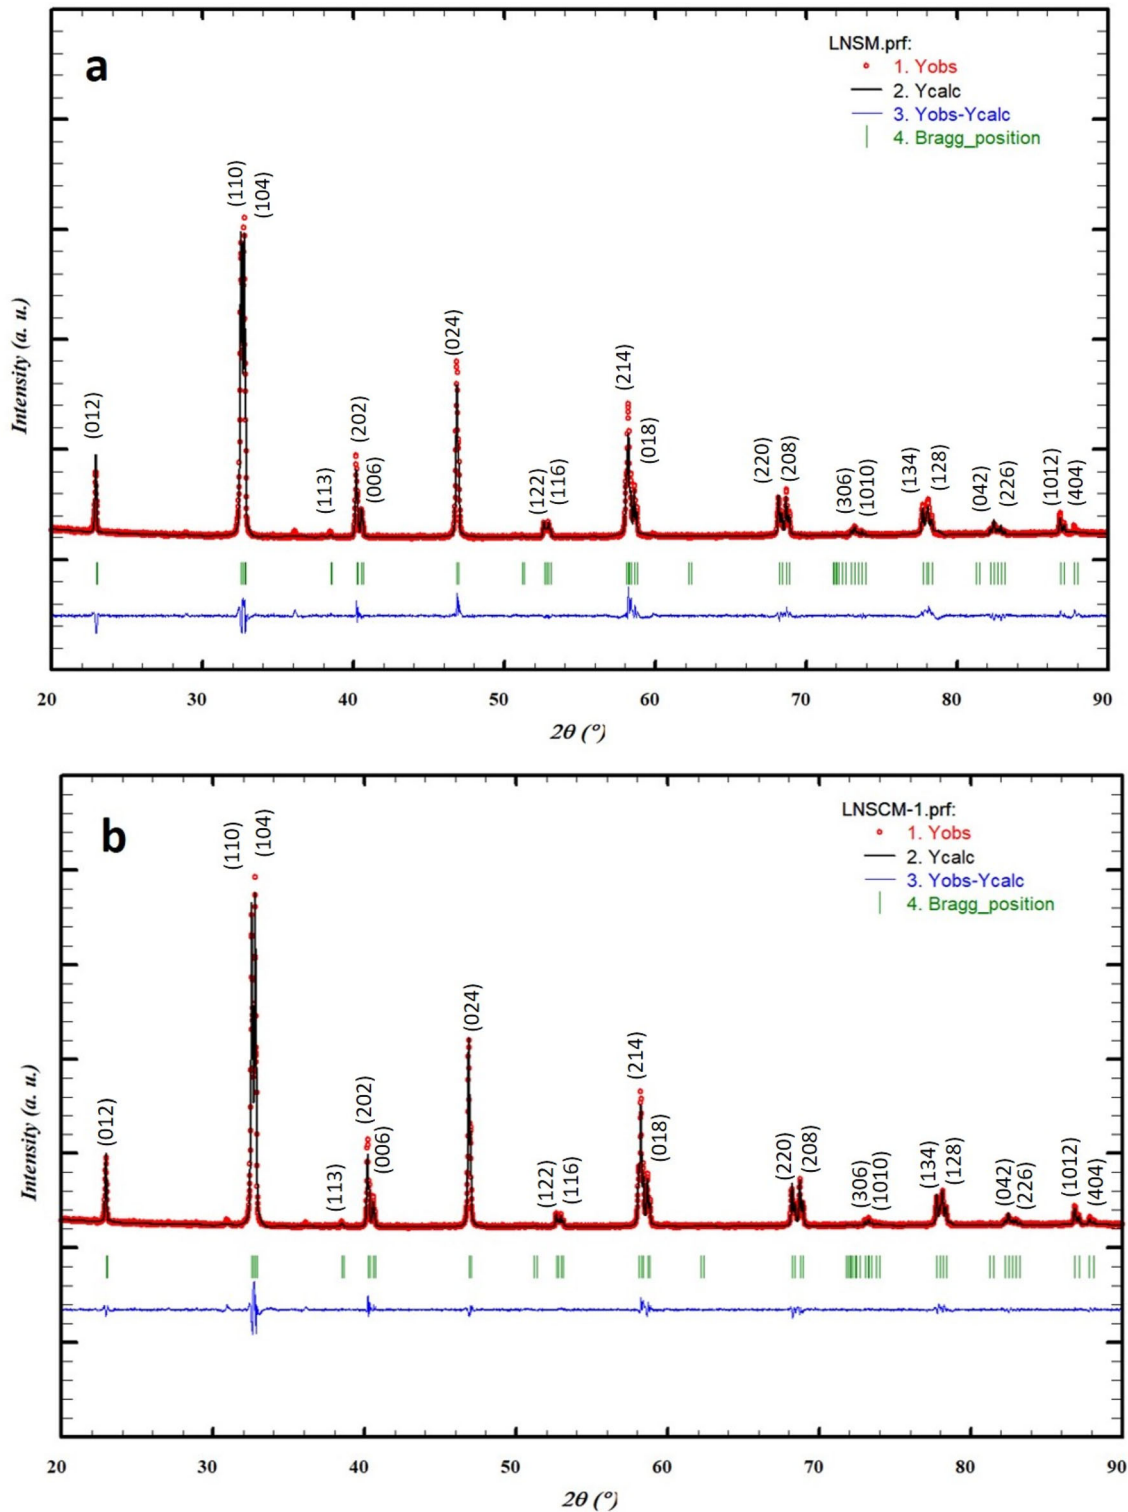 a
LNSM.prf:
1. Yobs
2. Ycalc
3. Yobs-Ycalc
4. Bragg_position
(012)
(110)
(104)
(113)
(202)
(006)
(024)
(122)
(116)
(214)
(018)
(220)
(208)
(306)
(1010)
(134)
(128)
(042)
(226)
(1012)
(404)
Intensity (a. u.)
20 30 40 50 60 70 80 90
2θ (°)
b
LNSCM-1.prf:
1. Yobs
2. Ycalc
3. Yobs-Ycalc
4. Bragg_position
(012)
(110)
(104)
(113)
(202)
(006)
(024)
(122)
(116)
(214)
(018)
(220)
(208)
(306)
(1010)
(134)
(128)
(042)
(226)
(1012)
(404)
Intensity (a. u.)
20 30 40 50 60 70 80 90
2θ (°)